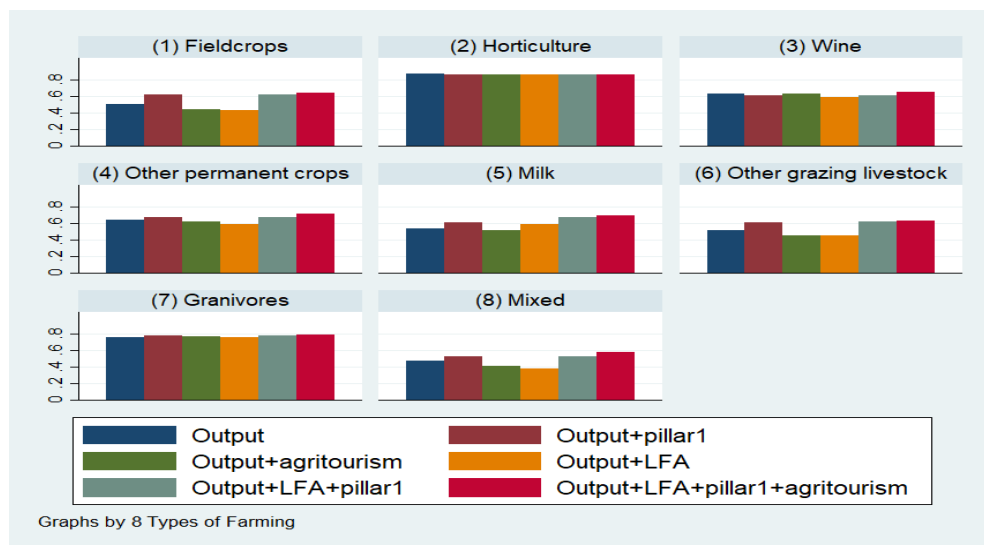 (1) Fieldcrops
(2) Horticulture
(3) Wine
0 .2 .4 .6 .8
(4) Other permanent crops
(5) Milk
(6) Other grazing livestock
0 .2 .4 .6 .8
(7) Granivores
(8) Mixed
0 .2 .4 .6 .8
Output
Output+pillar1
Output+agritourism
Output+LFA
Output+LFA+pillar1
Output+LFA+pillar1+agritourism
Graphs by 8 Types of Farming